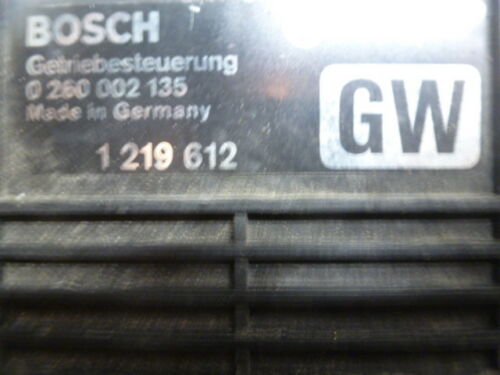 BOSCH
Getriebesteuerung
0 260 002 135
Made in Germany
GW
1 219 612